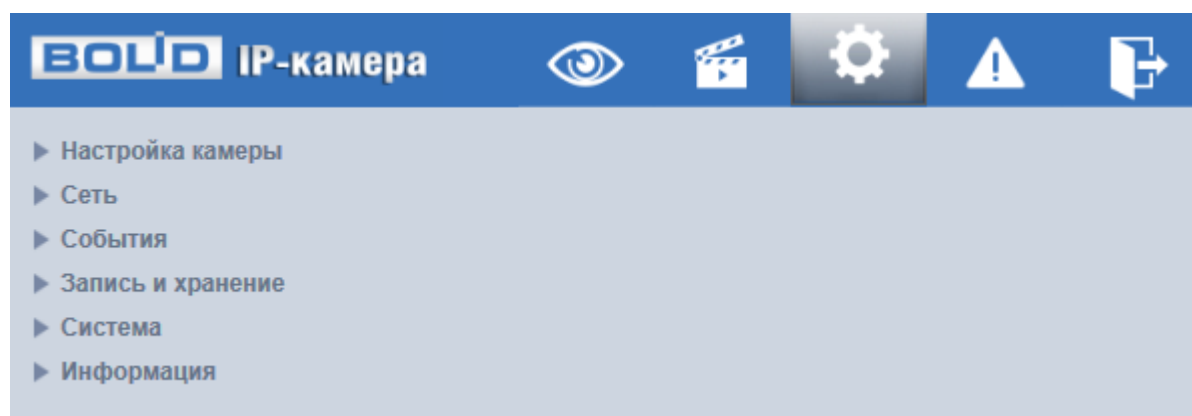 BOLID IP-камера
Настройка камеры
Сеть
События
Запись и хранение
Система
Информация